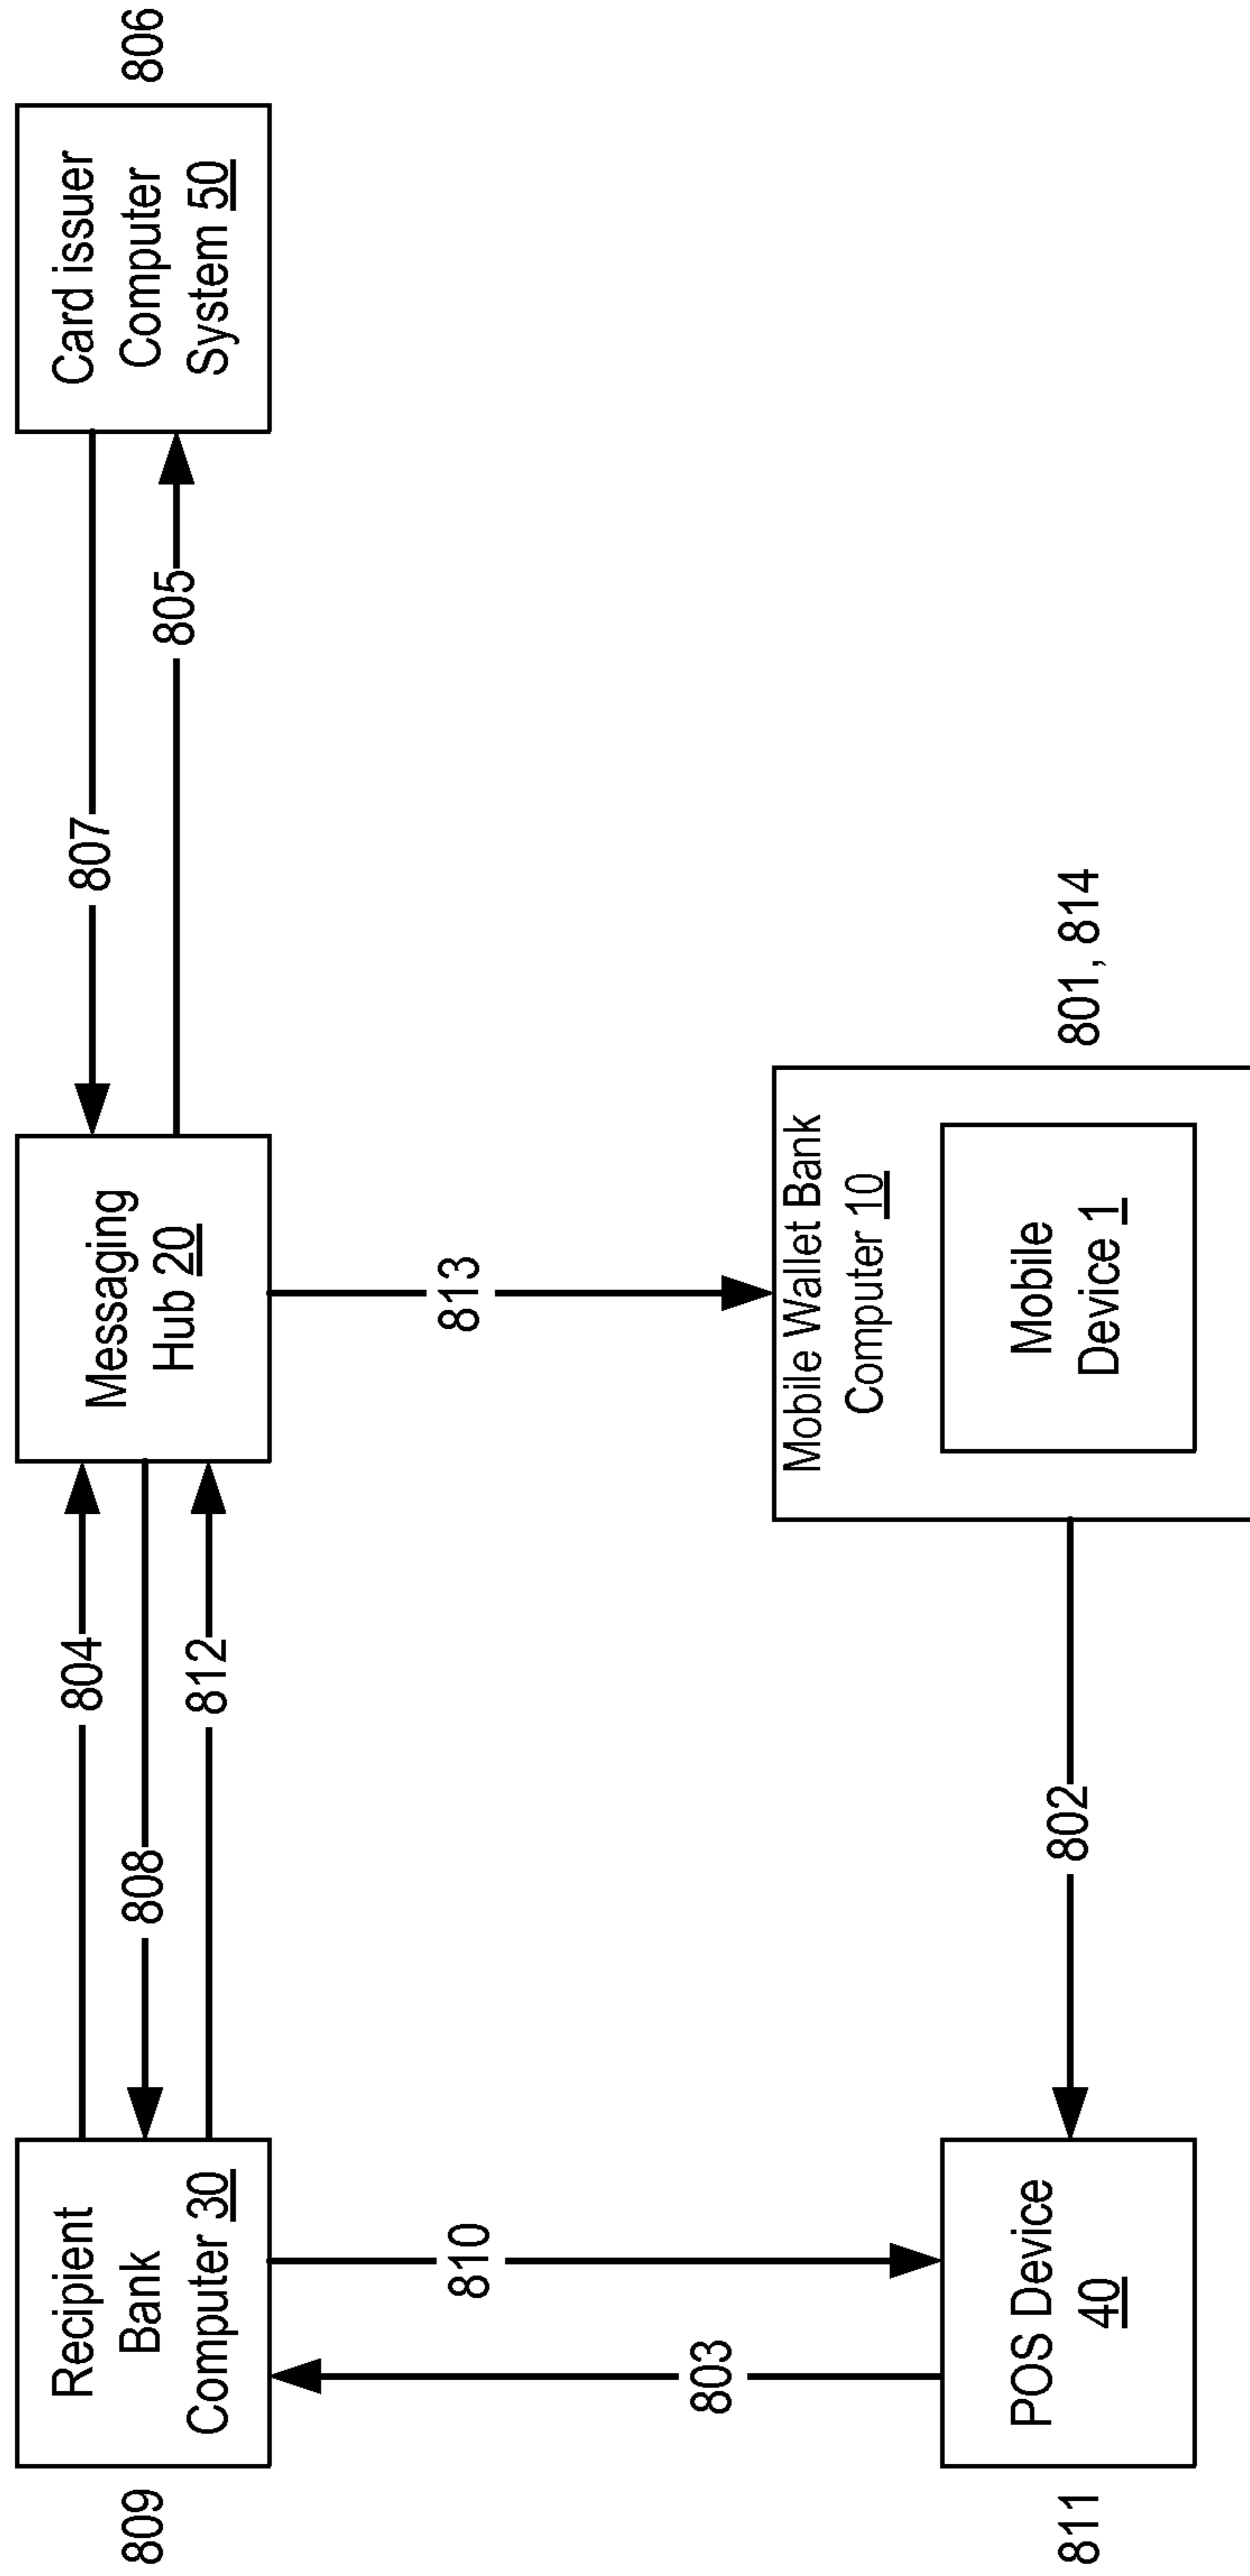 809
Recipient
Bank
Computer 30
804
808
812
Messaging
Hub 20
807
805
Card issuer
Computer
System 50
806
803
810
813
811
POS Device
40
802
Mobile Wallet Bank
Computer 10
Mobile
Device 1
801, 814